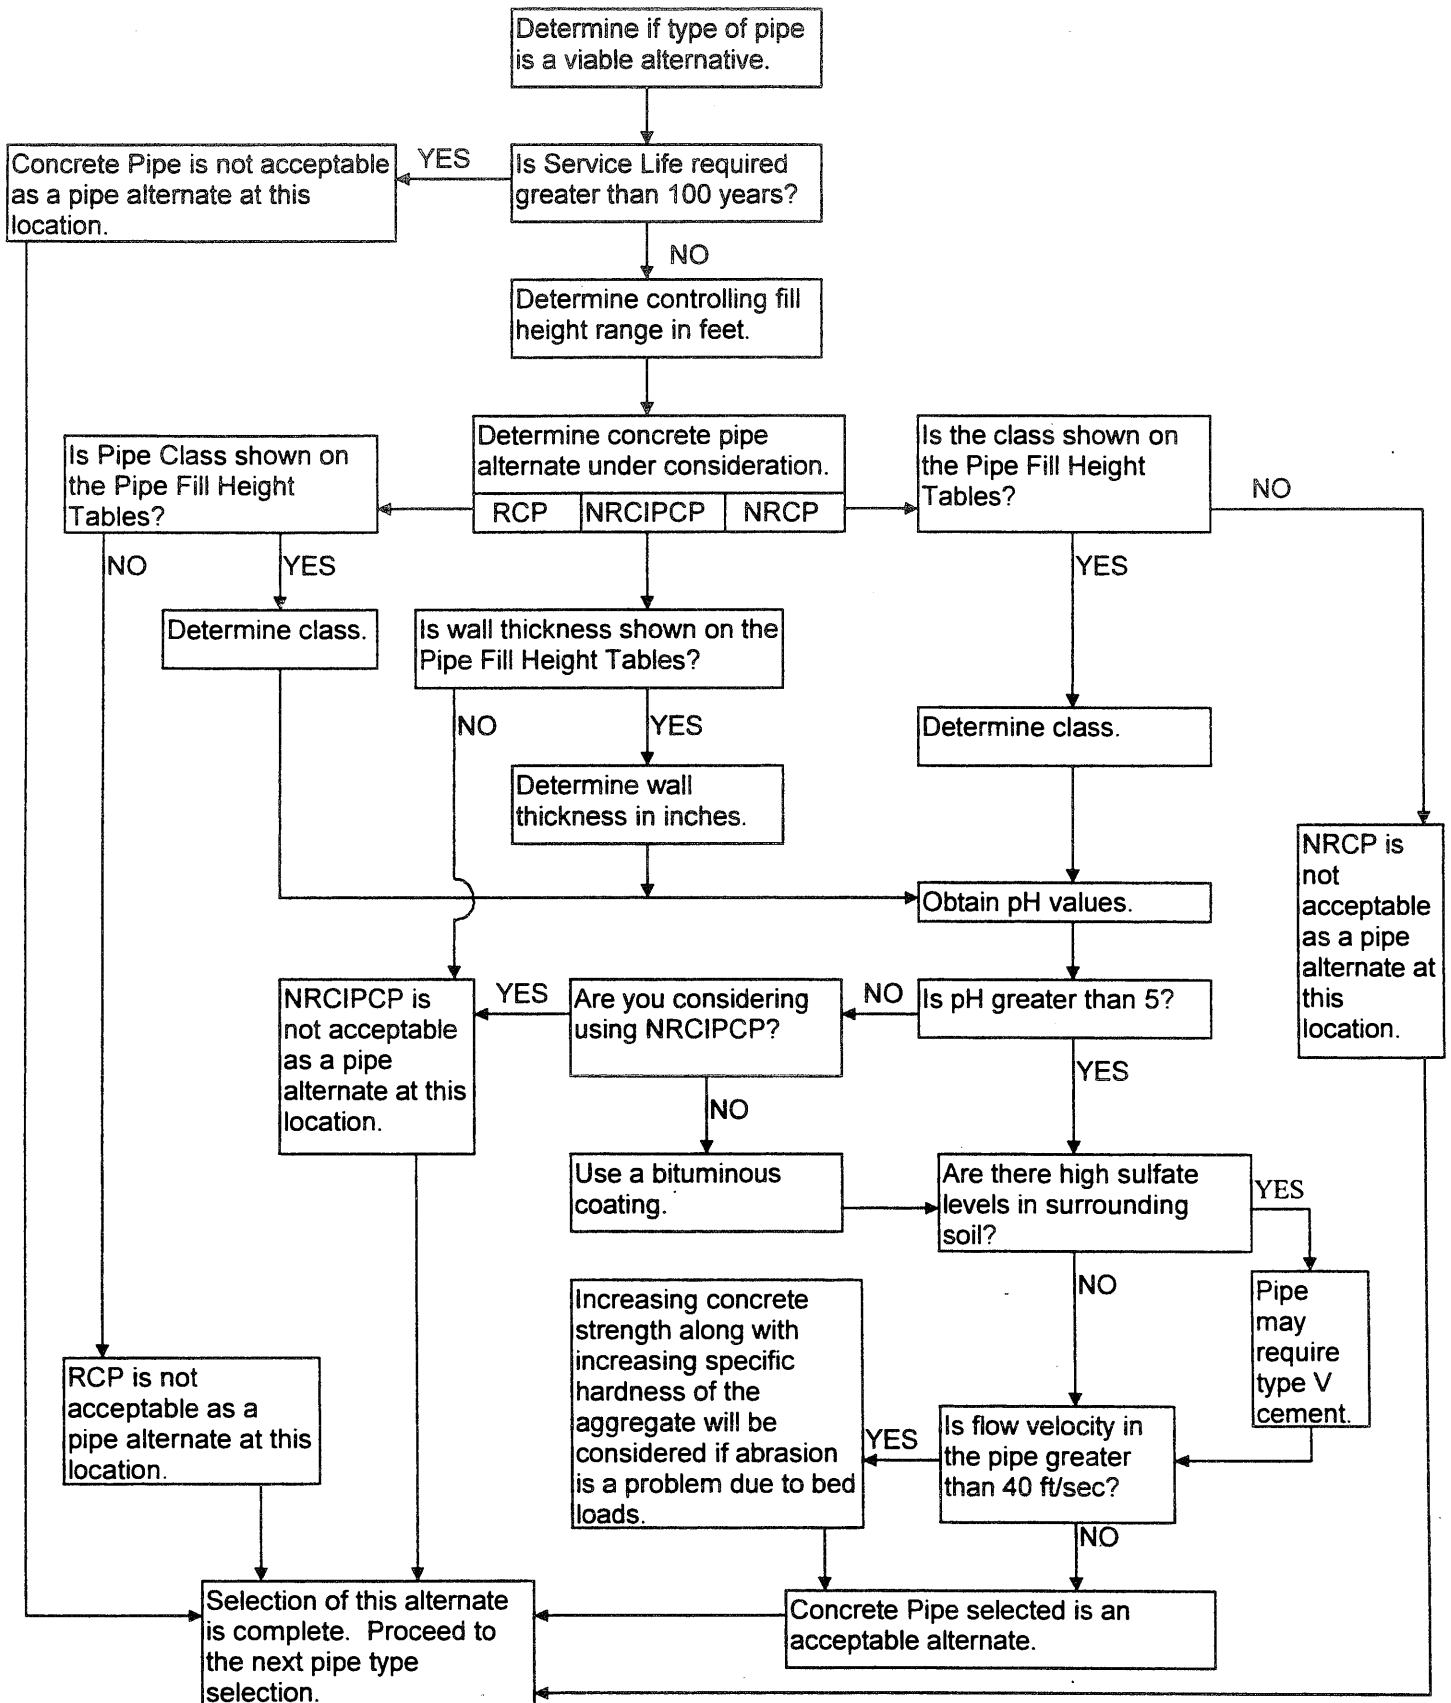 Determine if type of pipe
is a viable alternative.
Concrete Pipe is not acceptable
as a pipe alternate at this
location.
YES
Is Service Life required
greater than 100 years?
NO
Determine controlling fill
height range in feet.
Is Pipe Class shown on
the Pipe Fill Height
Tables?
Determine concrete pipe
alternate under consideration.
RCP
NRCIPCP
NRCP
Is the class shown on
the Pipe Fill Height
Tables?
NO
NO
YES
YES
Determine class.
Is wall thickness shown on the
Pipe Fill Height Tables?
NO
YES
Determine class.
Determine wall
thickness in inches.
NRCP is
not
acceptable
as a pipe
alternate at
this
location.
Obtain pH values.
NRCIPCP is
not acceptable
as a pipe
alternate at this
location.
YES
Are you considering
using NRCIPCP?
NO
Is pH greater than 5?
YES
NO
Use a bituminous
coating.
Are there high sulfate
levels in surrounding
soil?
YES
NO
Pipe
may
require
type V
cement.
Increasing concrete
strength along with
increasing specific
hardness of the
aggregate will be
considered if abrasion
is a problem due to bed
loads.
RCP is not
acceptable as a
pipe alternate at this
location.
YES
Is flow velocity in
the pipe greater
than 40 ft/sec?
NO
Selection of this alternate
is complete. Proceed to
the next pipe type
selection.
Concrete Pipe selected is an
acceptable alternate.